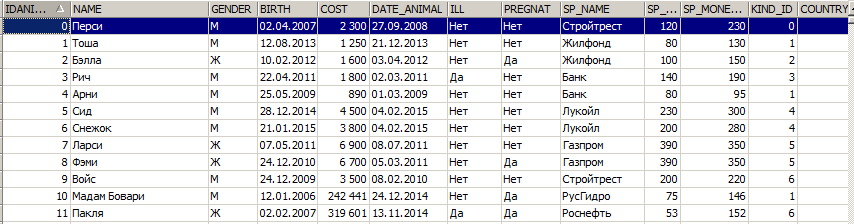 IDANI... NAME GENDER BIRTH COST DATE_ANIMAL ILL PREGNAT SP_NAME SP_... SP_MONE... KIND_ID COUNTRY
0 Перси М 02.04.2007 2 300 27.09.2008 Нет Нет Стройтрест 120 230 0
1 Тоша М 12.08.2013 1 250 21.12.2013 Нет Нет Жилфонд 80 130 1
2 Бэлла Ж 10.02.2012 1 600 03.04.2012 Нет Да Жилфонд 100 150 2
3 Рич М 22.04.2011 1 800 02.03.2011 Да Нет Банк 140 190 3
4 Арни М 25.05.2009 890 01.03.2009 Нет Нет Банк 80 95 1
5 Сид М 28.12.2014 4 500 04.02.2015 Нет Нет Лукойл 230 300 4
6 Снежок М 21.01.2015 3 800 04.02.2015 Нет Нет Лукойл 200 280 4
7 Ларси Ж 07.05.2011 6 900 08.07.2011 Нет Нет Газпром 390 350 5
8 Фэми Ж 24.12.2010 6 700 05.03.2011 Нет Да Газпром 390 350 5
9 Войс М 24.12.2009 3 500 08.02.2010 Нет Нет Стройтрест 200 220 6
10 Мадам Бовари М 12.01.2006 242 441 24.12.2014 Нет Да РусГидро 75 146 1
11 Пакля Ж 02.02.2007 319 601 13.11.2014 Да Да Роснефть 53 152 6